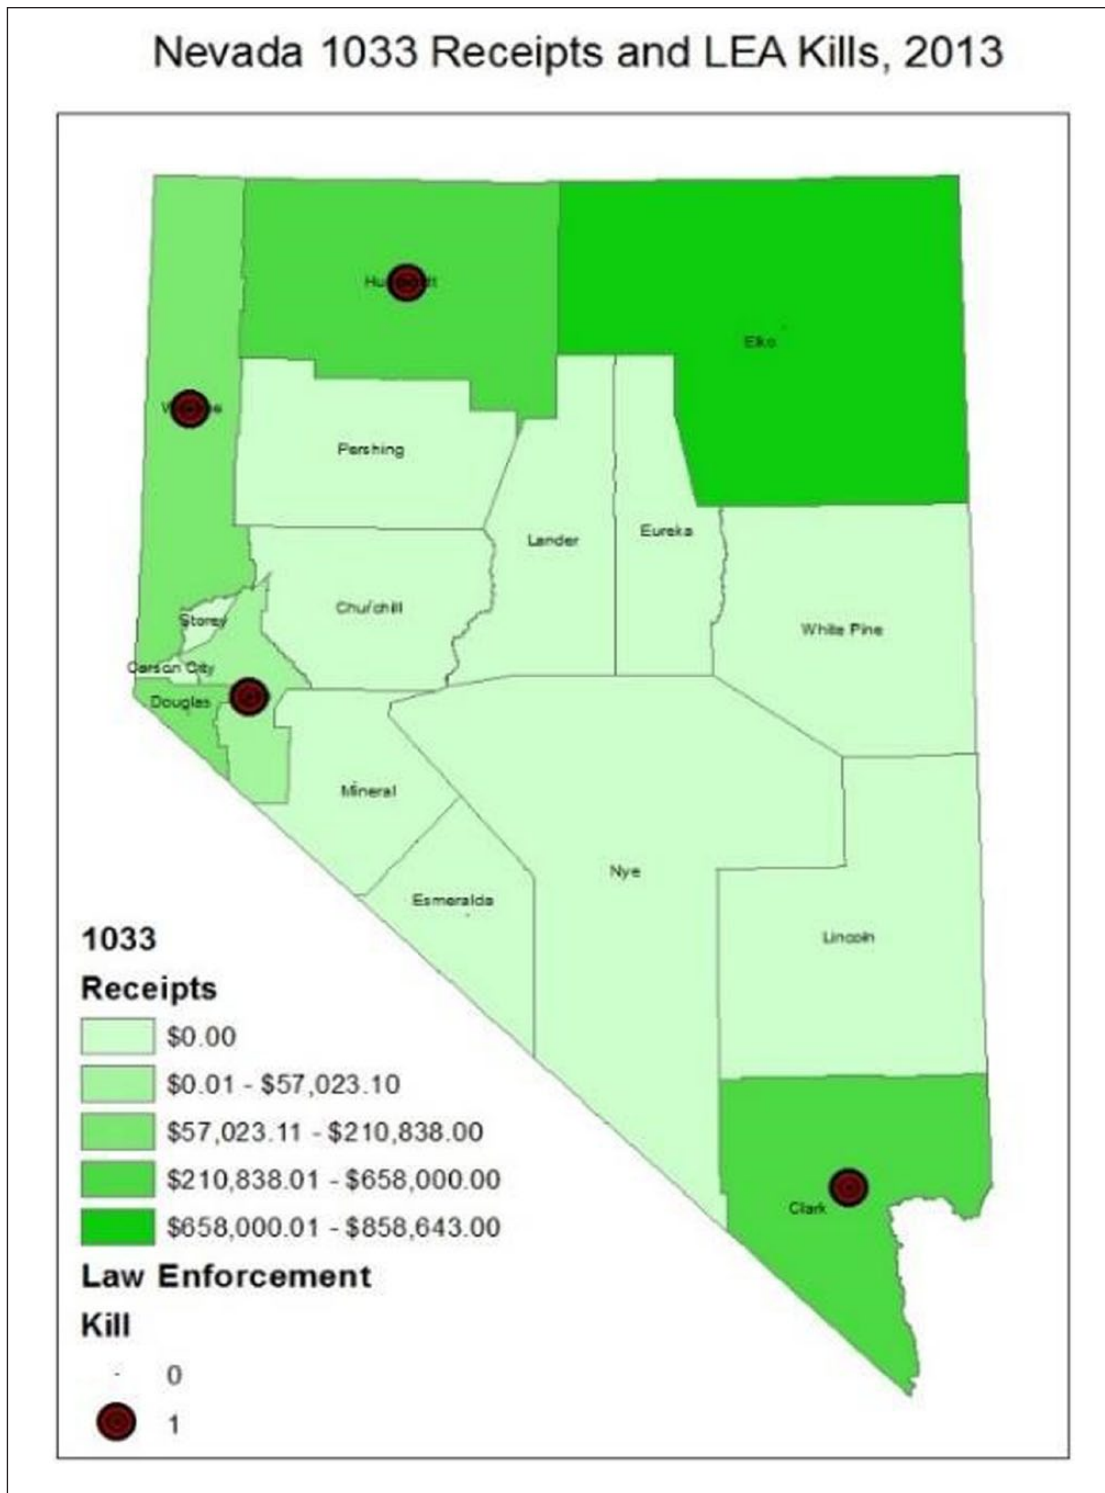 Nevada 1033 Receipts and LEA Kills, 2013
Elko
Pershing
Eureka
Lander
Churchill
Storey
White Pine
Carson City
Douglas
Mineral
Nye
Esmeralda
Lincoln
Clark
1033
Receipts
$0.00
$0.01 - $57,023.10
$57,023.11 - $210,838.00
$210,838.01 - $658,000.00
$658,000.01 - $858,643.00
Law Enforcement
Kill
0
1